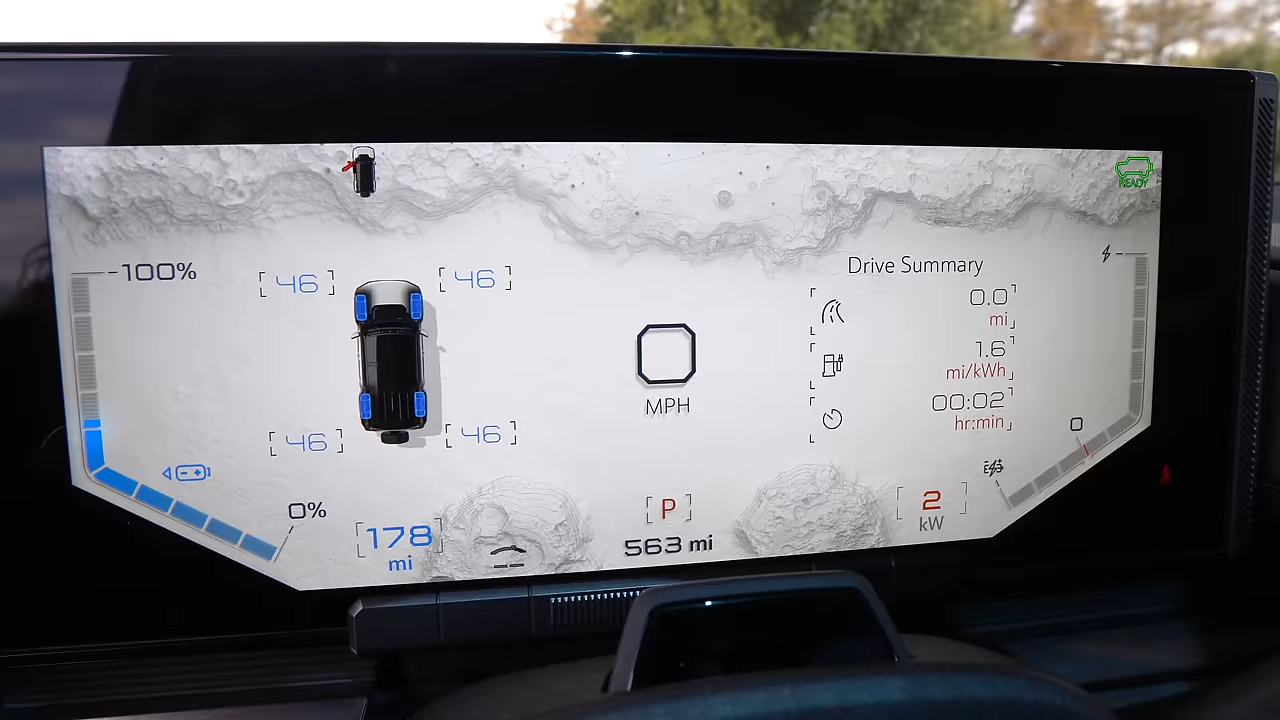 READY
100%
46 46
Drive Summary
0.0
mi
1.6
mi/kWh
00:02
hr:min
0
MPH
46 46
0
0%
178
mi
P
563 mi
2
kW